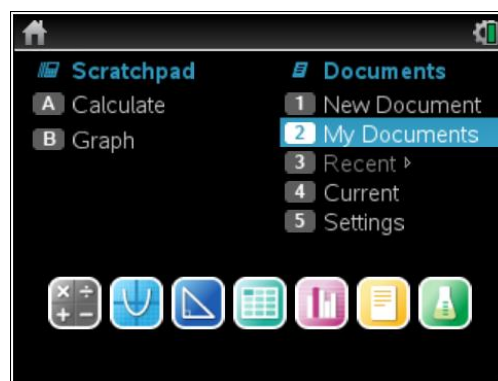 Scratchpad
A Calculate
B Graph
Documents
1 New Document
2 My Documents
3 Recent ▹
4 Current
5 Settings